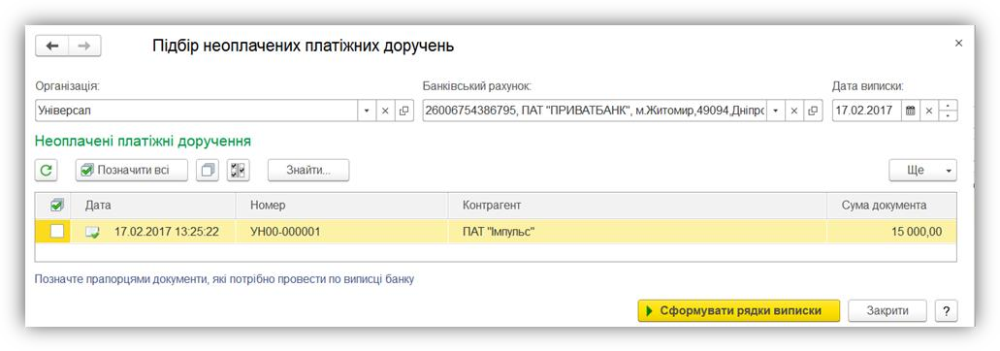 Підбір неоплачених платіжних доручень
Організація: Банківський рахунок: Дата виписки:
Універсал 26006754386795, ПАТ "ПРИВАТБАНК", м.Житомир,49094,Дніпро 17.02.2017
Неоплачені платіжні доручення
Позначити всі Знайти... Ще
Дата Номер Контрагент Сума документа
17.02.2017 13:25:22 УН00-000001 ПАТ "Імпульс" 15 000,00
Позначте прапорцями документи, які потрібно провести по виписці банку
Сформувати рядки виписки Закрити ?